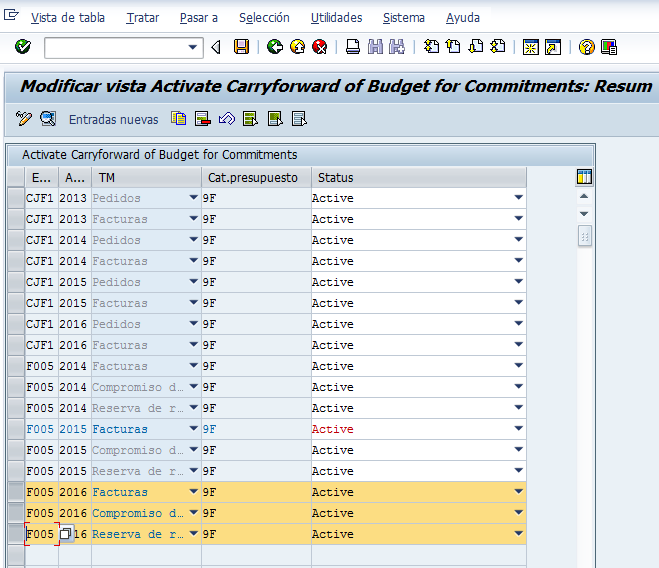 Vista de tabla Tratar Pasar a Selección Utilidades Sistema Ayuda
Modificar vista Activate Carryforward of Budget for Commitments: Resum
Entradas nuevas
Activate Carryforward of Budget for Commitments
E... A... TM Cat.presupuesto Status
CJF1 2013 Pedidos 9F Active
CJF1 2013 Facturas 9F Active
CJF1 2014 Pedidos 9F Active
CJF1 2014 Facturas 9F Active
CJF1 2015 Pedidos 9F Active
CJF1 2015 Facturas 9F Active
CJF1 2016 Pedidos 9F Active
CJF1 2016 Facturas 9F Active
F005 2014 Facturas 9F Active
F005 2014 Compromiso d... 9F Active
F005 2014 Reserva de r... 9F Active
F005 2015 Facturas 9F Active
F005 2015 Compromiso d... 9F Active
F005 2015 Reserva de r... 9F Active
F005 2016 Facturas 9F Active
F005 2016 Compromiso d... 9F Active
F005 16 Reserva de r... 9F Active